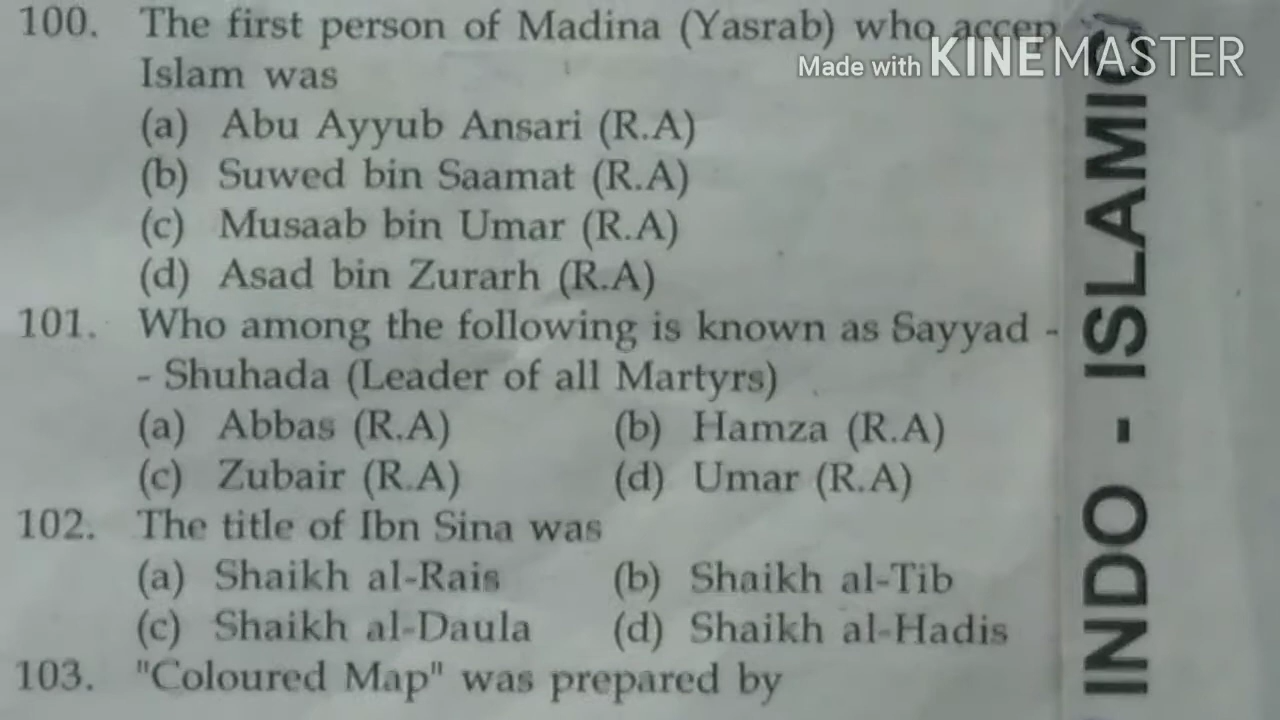 100. The first person of Madina (Yasrab) who accep
Islam was
(a) Abu Ayyub Ansari (R.A)
(b) Suwed bin Saamat (R.A)
(c) Musaab bin Umar (R.A)
(d) Asad bin Zurarh (R.A)
101. Who among the following is known as Sayyad -
- Shuhada (Leader of all Martyrs)
(a) Abbas (R.A) (b) Hamza (R.A)
(c) Zubair (R.A) (d) Umar (R.A)
102. The title of Ibn Sina was
(a) Shaikh al-Rais (b) Shaikh al-Tib
(c) Shaikh al-Daula (d) Shaikh al-Hadis
103. "Coloured Map" was prepared by
Made with KINEMASTER
INDO - ISLAMIC